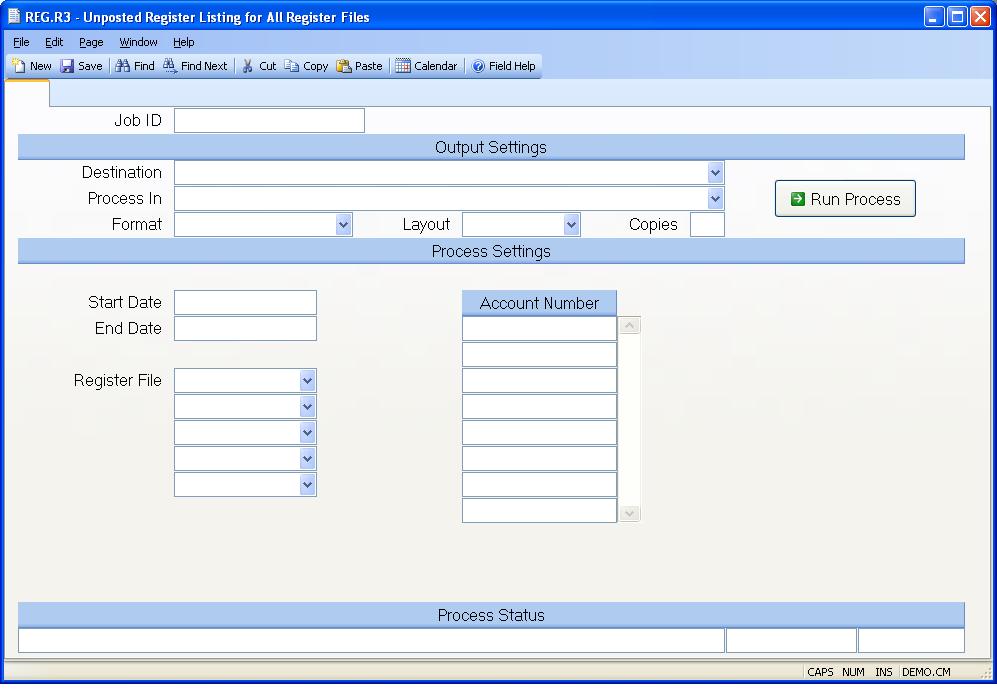 REG.R3 - Unposted Register Listing for All Register Files
File Edit Page Window Help
New Save Find Find Next Cut Copy Paste Calendar Field Help
Job ID
Output Settings
Destination
Process In
Run Process
Format Layout Copies
Process Settings
Start Date Account Number
End Date
Register File
Process Status
CAPS NUM INS DEMO.CM